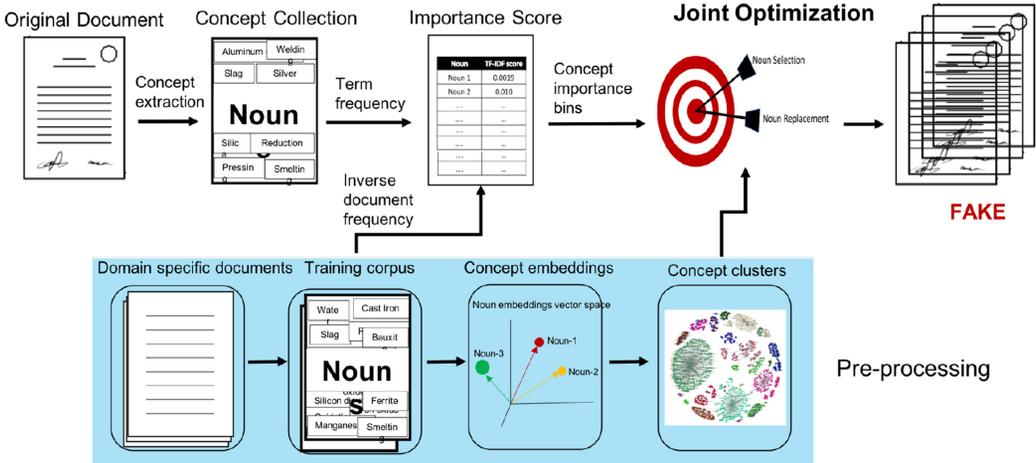 Original Document
Concept Collection
Importance Score
Joint Optimization
Concept
extraction
Aluminum
Weldin
g
Slag
Silver
Noun
Silic
a
Reduction
Pressin
g
Smeltin
g
Term
frequency
Noun TF-IDF score
Noun 1 0.0019
Noun 2 0.010
Concept
importance
bins
Noun Selection
Noun Replacement
FAKE
Inverse
document
frequency
Domain specific documents
Training corpus
Concept embeddings
Concept clusters
Wate
r
Cast Iron
Slag
Bauxit
Noun
s
Silicon
Ferrite
Manganes
Smeltin
g
Noun embeddings vector space
Noun-1
Noun-3
Noun-2
Pre-processing